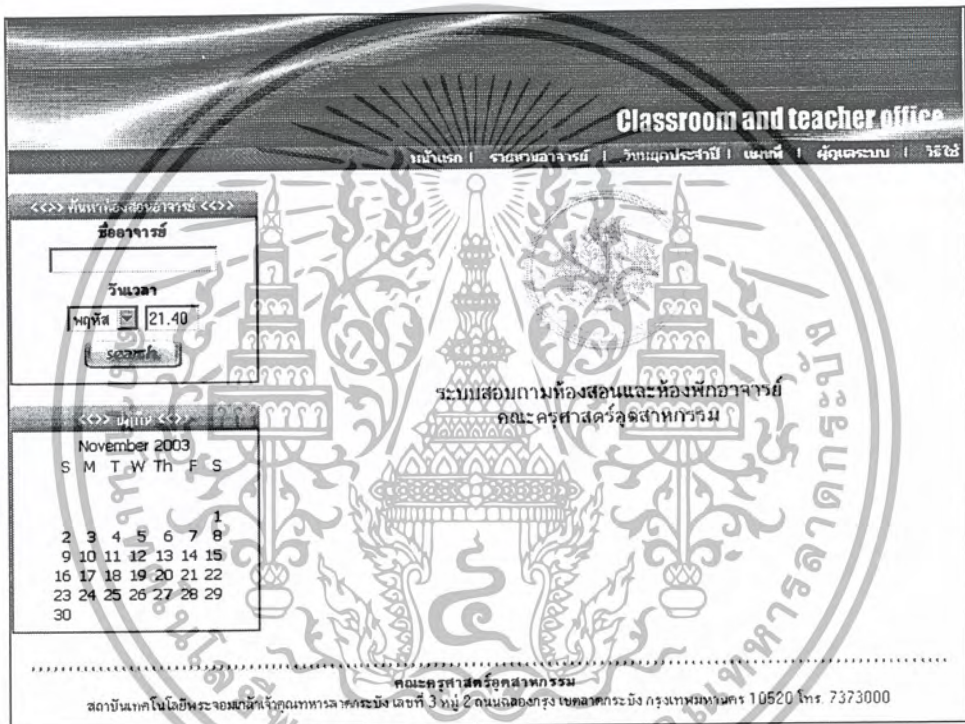 Classroom and teacher office
หน้าแรก | รายนามอาจารย์ | วันหยุดประจำปี | แผนที่ | ผู้ดูแลระบบ | วิธีใช้
<<>> ค้นหาห้องสอนอาจารย์ <<>>
ชื่ออาจารย์
วันเวลา
พฤหัส 21.40
search
<<>> ปฏิทิน <<>>
November 2003
S M T W Th F S
1
2 3 4 5 6 7 8
9 10 11 12 13 14 15
16 17 18 19 20 21 22
23 24 25 26 27 28 29
30
ระบบสอบถามห้องสอนและห้องพักอาจารย์
คณะครุศาสตร์อุตสาหกรรม
คณะครุศาสตร์อุตสาหกรรม
สถาบันเทคโนโลยีพระจอมเกล้าเจ้าคุณทหารลาดกระบัง เลขที่ 3 หมู่ 2 ถนนฉลองกรุง เขตลาดกระบัง กรุงเทพมหานคร 10520 โทร. 7373000